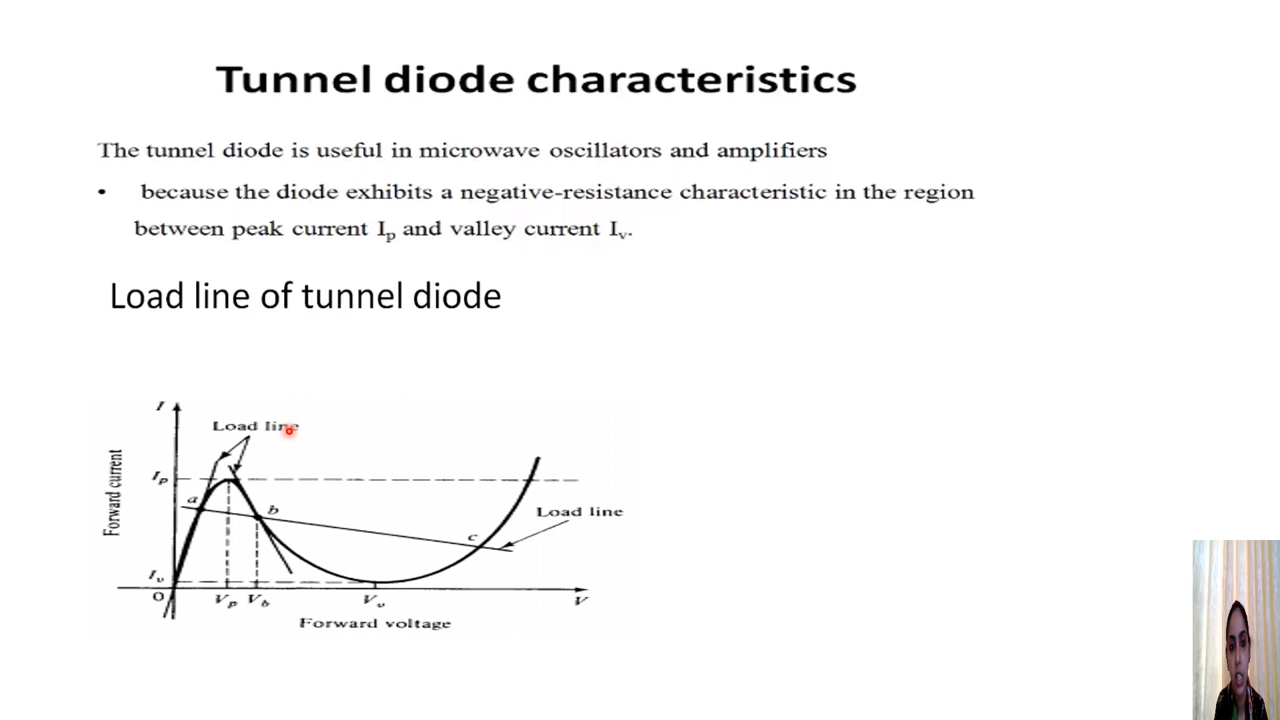 Tunnel diode characteristics
The tunnel diode is useful in microwave oscillators and amplifiers
• because the diode exhibits a negative-resistance characteristic in the region
between peak current Ip and valley current Iv.
Load line of tunnel diode
I
Load line
Forward current
Ip
a
b
Load line
c
Iv
O
Vp Vb
Vv
V
Forward voltage